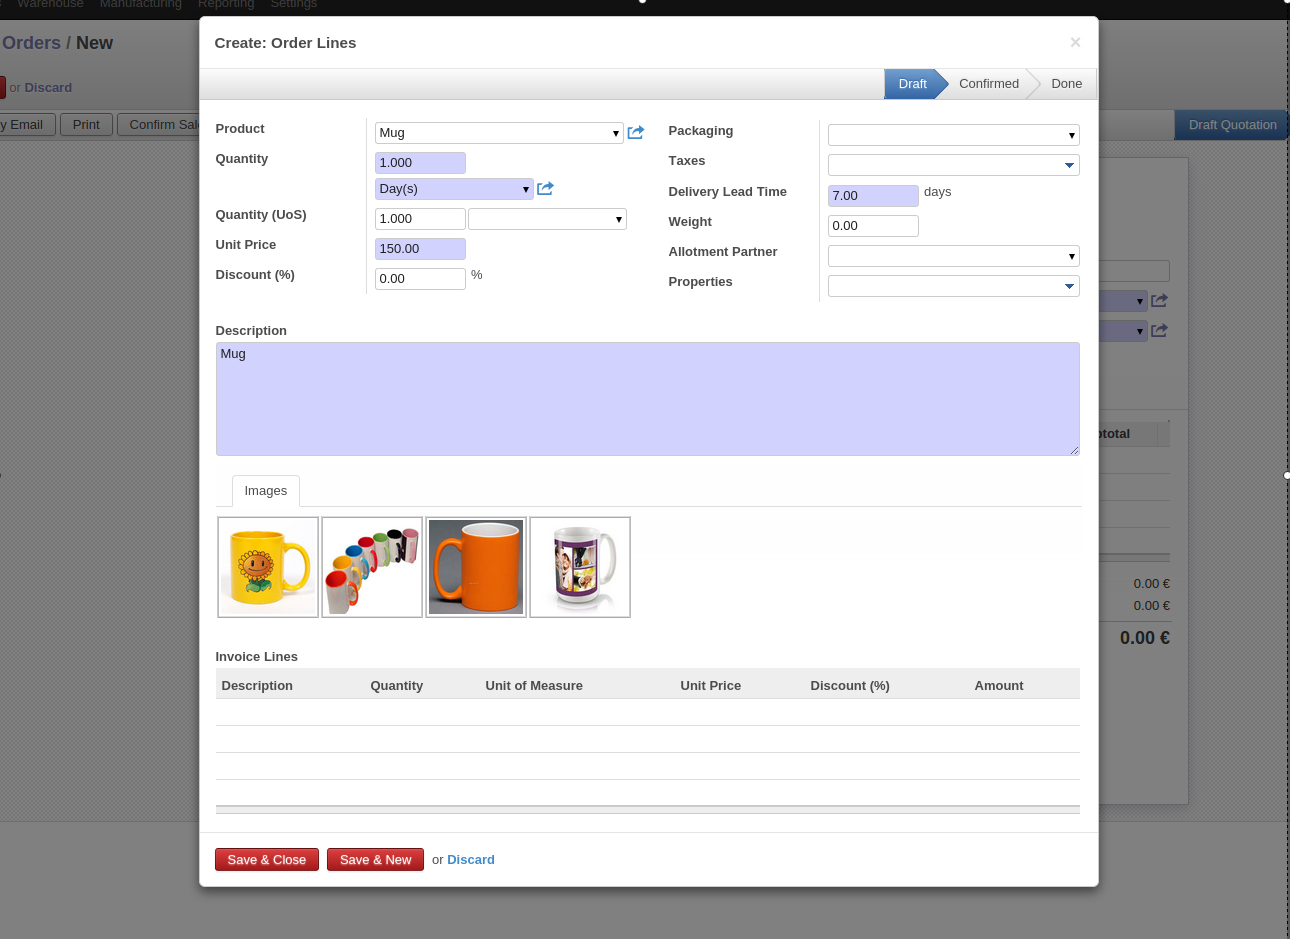 Warehouse Manufacturing Reporting Settings
Orders / New
or Discard
y Email Print Confirm Sal
Draft Quotation
Create: Order Lines ×
Draft Confirmed Done
Product Mug
Quantity 1.000
Day(s)
Quantity (UoS) 1.000
Unit Price 150.00
Discount (%) 0.00 %
Packaging
Taxes
Delivery Lead Time 7.00 days
Weight 0.00
Allotment Partner
Properties
Description
Mug
Images
Invoice Lines
Description Quantity Unit of Measure Unit Price Discount (%) Amount
Save & Close Save & New or Discard
total
0.00 €
0.00 €
0.00 €